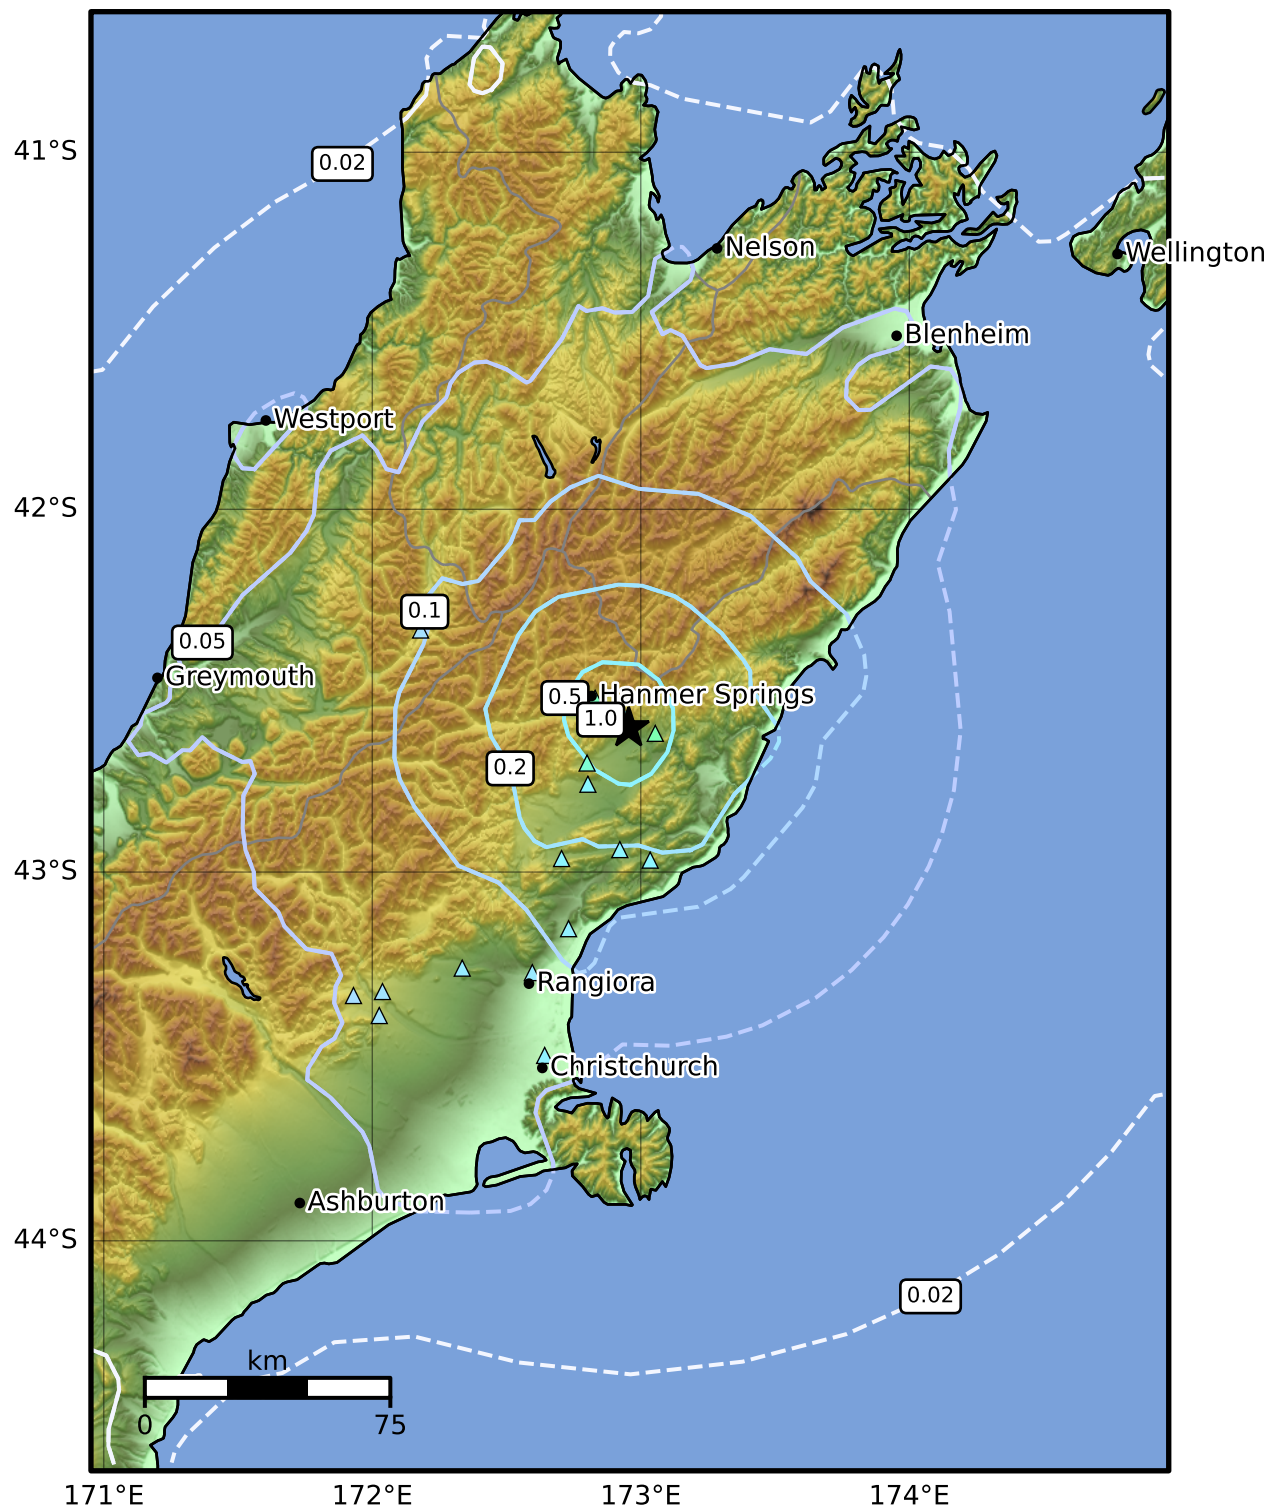 41°S
0.02
Nelson
Wellington
Blenheim
Westport
42°S
0.1
0.05
Greymouth
0.5
Hanmer Springs
1.0
0.2
43°S
Rangiora
Christchurch
Ashburton
44°S
0.02
km
0
75
171°E
172°E
173°E
174°E